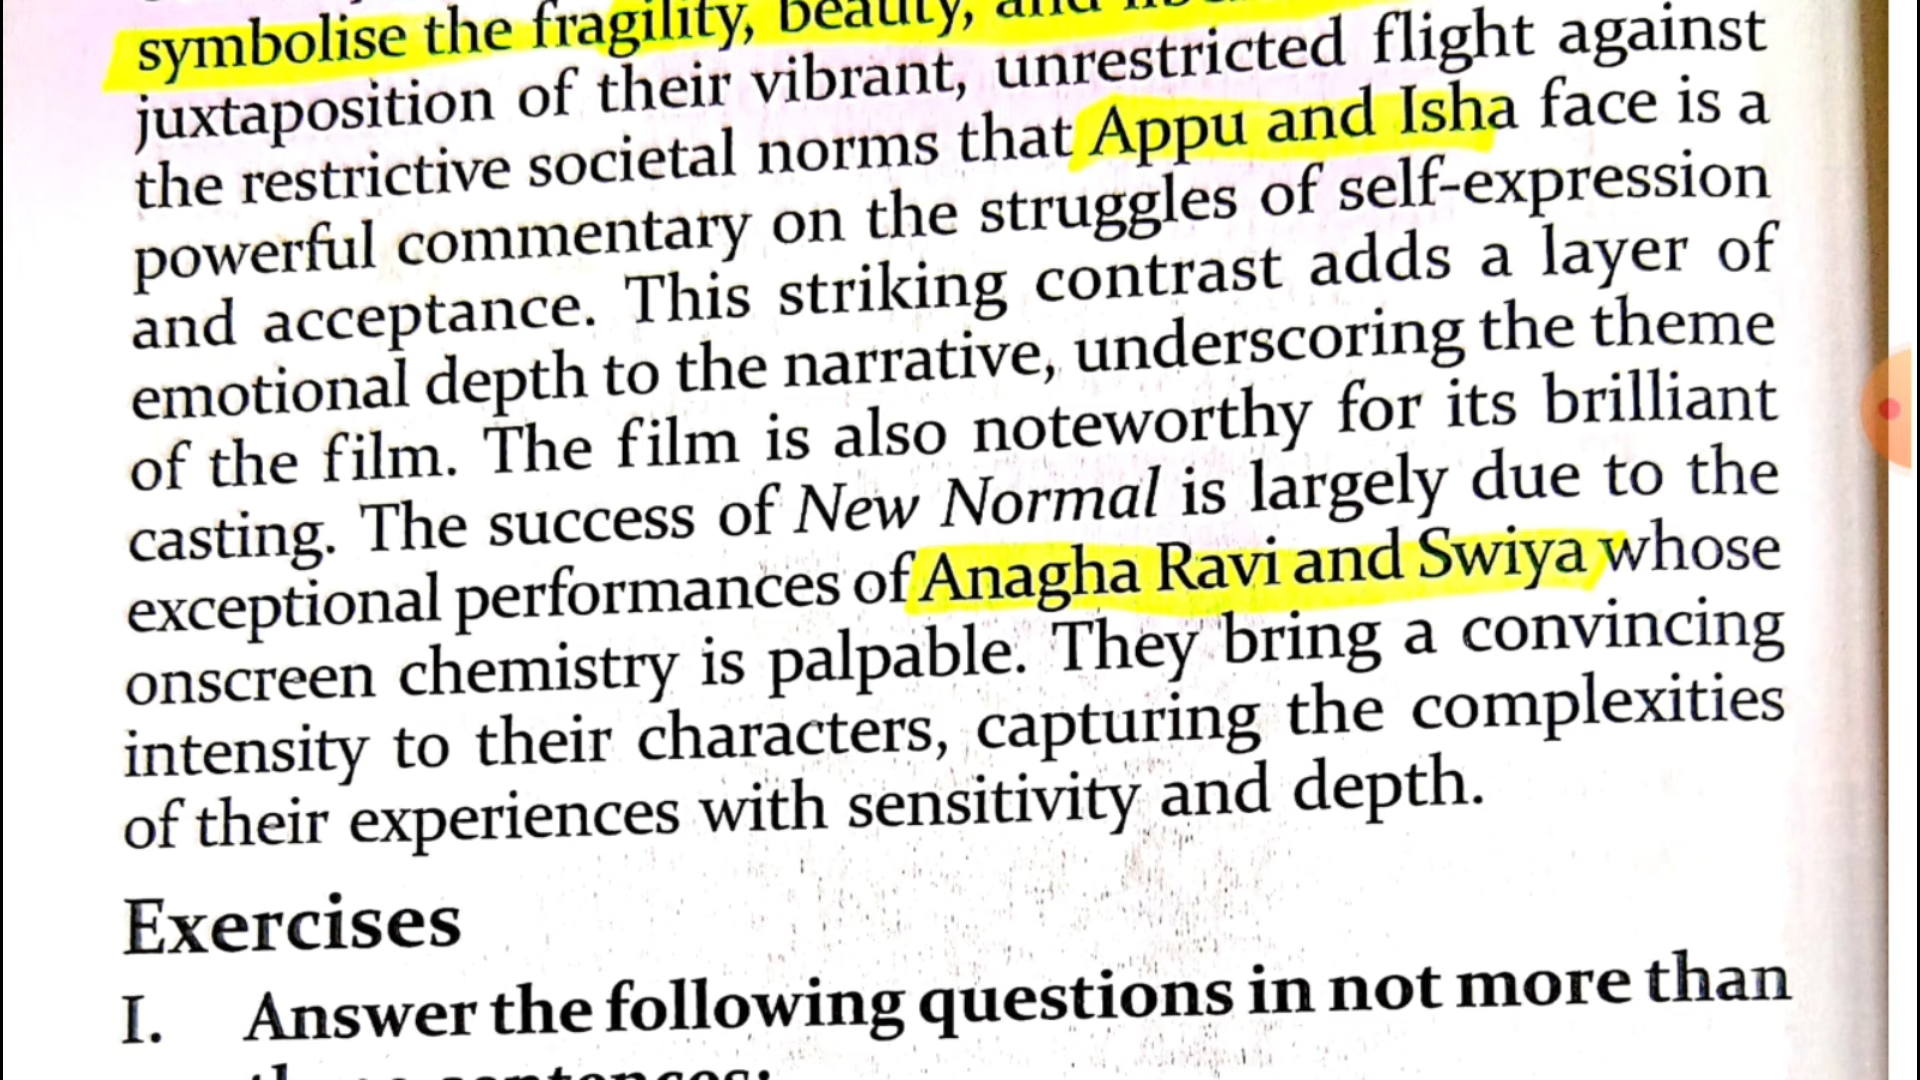 symbolise the fragility, beauty, and
juxtaposition of their vibrant, unrestricted flight against
the restrictive societal norms that Appu and Isha face is a
powerful commentary on the struggles of self-expression
and acceptance. This striking contrast adds a layer of
emotional depth to the narrative, underscoring the theme
of the film. The film is also noteworthy for its brilliant
casting. The success of New Normal is largely due to the
exceptional performances of Anagha Ravi and Swiya whose
onscreen chemistry is palpable. They bring a convincing
intensity to their characters, capturing the complexities
of their experiences with sensitivity and depth.
Exercises
I. Answer the following questions in not more than
sentences: